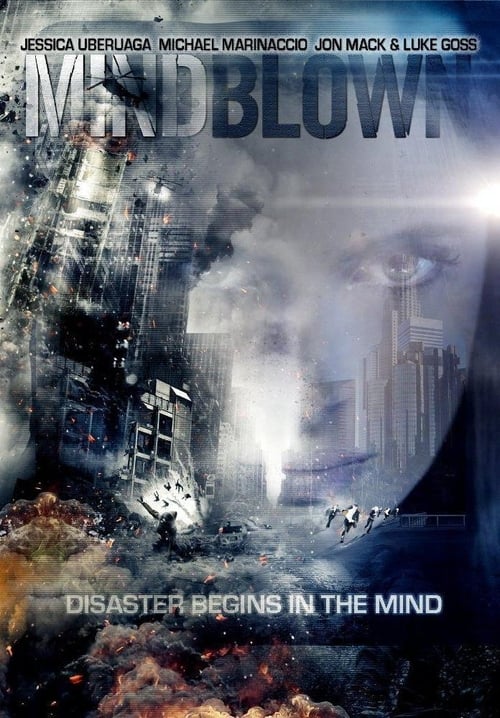 JESSICA UBERUAGA MICHAEL MARINACCIO JON MACK & LUKE GOSS
MINDBLOWN
DISASTER BEGINS IN THE MIND